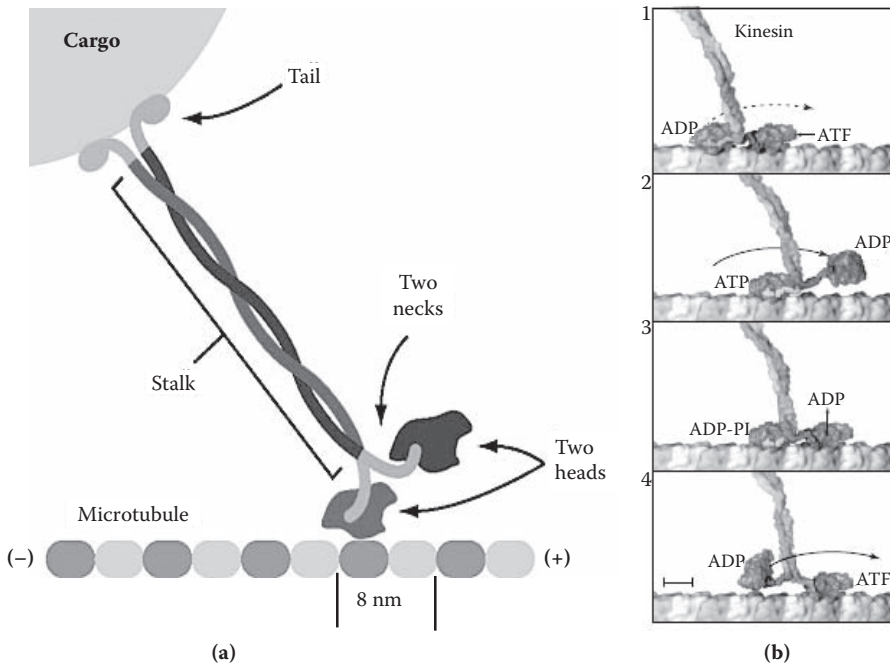 Cargo
Tail
Two
necks
Stalk
Two
heads
Microtubule
(–)
(+)
8 nm
(a)
1
Kinesin
ADP
ATF
2
ADP
ATP
3
ADP
ADP-PI
4
ADP
ATF
(b)